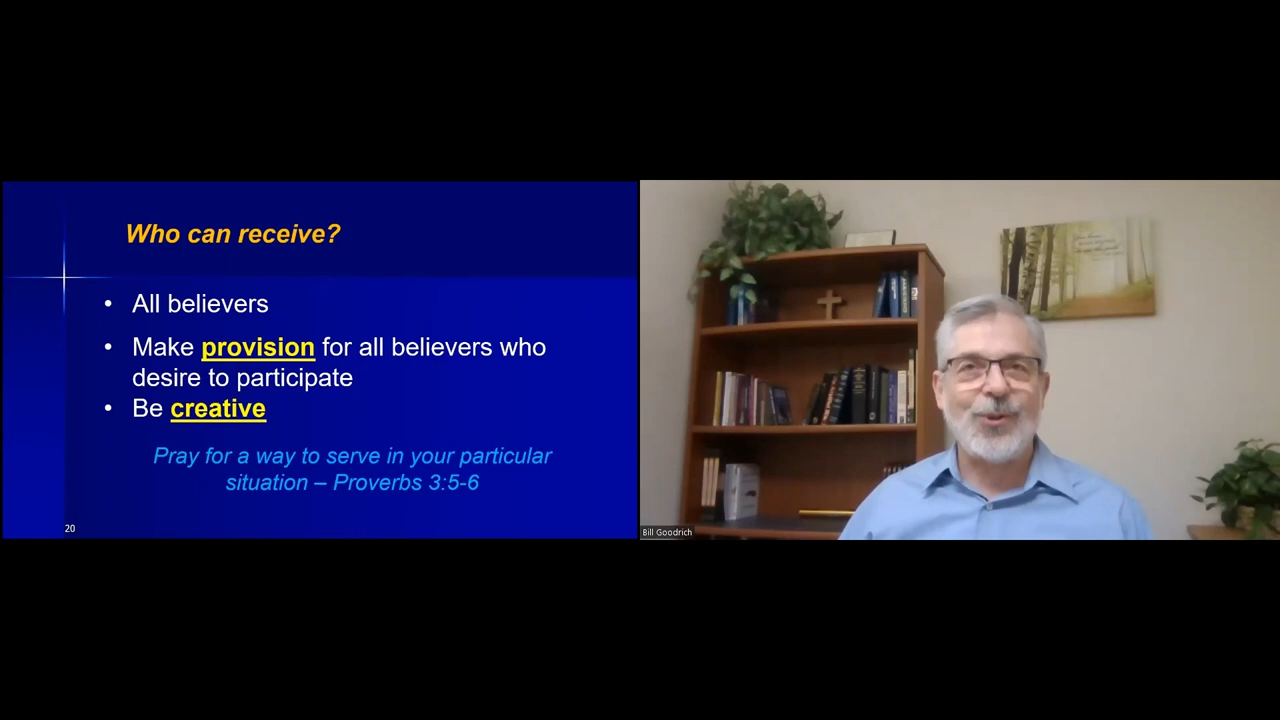 Who can receive?
• All believers
• Make provision for all believers who
desire to participate
• Be creative
Pray for a way to serve in your particular
situation – Proverbs 3:5-6
20
Bill Goodrich